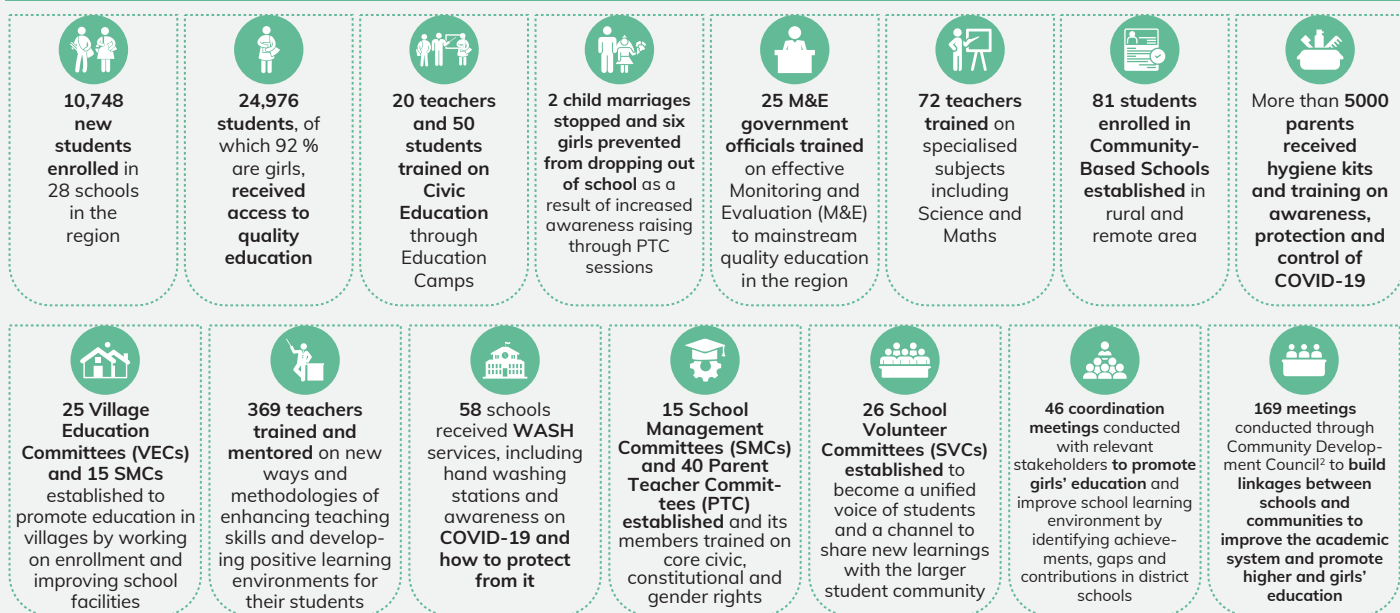 10,748
new
students
enrolled in
28 schools
in the
region
24,976
students, of
which 92 %
are girls,
received
access to
quality
education
20 teachers
and 50
students
trained on
Civic
Education
through
Education
Camps
2 child marriages
stopped and six
girls prevented
from dropping out
of school as a
result of increased
awareness raising
through PTC
sessions
25 M&E
government
officials trained
on effective
Monitoring and
Evaluation (M&E)
to mainstream
quality education
in the region
72 teachers
trained on
specialised
subjects
including
Science and
Maths
81 students
enrolled in
Community-
Based Schools
established in
rural and
remote area
More than 5000
parents
received
hygiene kits
and training on
awareness,
protection and
control of
COVID-19
25 Village
Education
Committees (VECs)
and 15 SMCs
established to
promote education in
villages by working
on enrollment and
improving school
facilities
369 teachers
trained and
mentored on new
ways and
methodologies of
enhancing teaching
skills and develop-
ing positive learning
environments for
their students
58 schools
received WASH
services, including
hand washing
stations and
awareness on
COVID-19 and
how to protect
from it
15 School
Management
Committees (SMCs)
and 40 Parent
Teacher Commit-
tees (PTC)
established and its
members trained on
core civic,
constitutional and
gender rights
26 School
Volunteer
Committees (SVCs)
established to
become a unified
voice of students
and a channel to
share new learnings
with the larger
student community
46 coordination
meetings conducted
with relevant
stakeholders to promote
girls’ education and
improve school learning
environment by
identifying achieve-
ments, gaps and
contributions in district
schools
169 meetings
conducted through
Community Develop-
ment Council² to build
linkages between
schools and
communities to
improve the academic
system and promote
higher and girls’
education